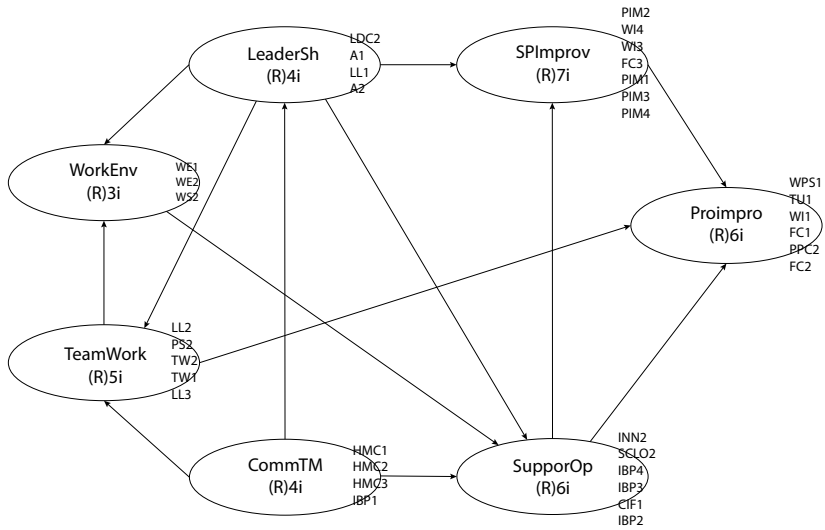 LeaderSh
(R)4i
LDC2
A1
LL1
A2
SPImprov
(R)7i
PIM2
WI4
WI3
FC3
PIM1
PIM3
PIM4
WorkEnv
(R)3i
WE1
WE2
WS2
Proimpro
(R)6i
WPS1
TU1
WI1
FC1
PPC2
FC2
TeamWork
(R)5i
LL2
PS2
TW2
TW1
LL3
CommTM
(R)4i
HMC1
HMC2
HMC3
IBP1
SupporOp
(R)6i
INN2
SCLO2
IBP4
IBP3
CIF1
IBP2